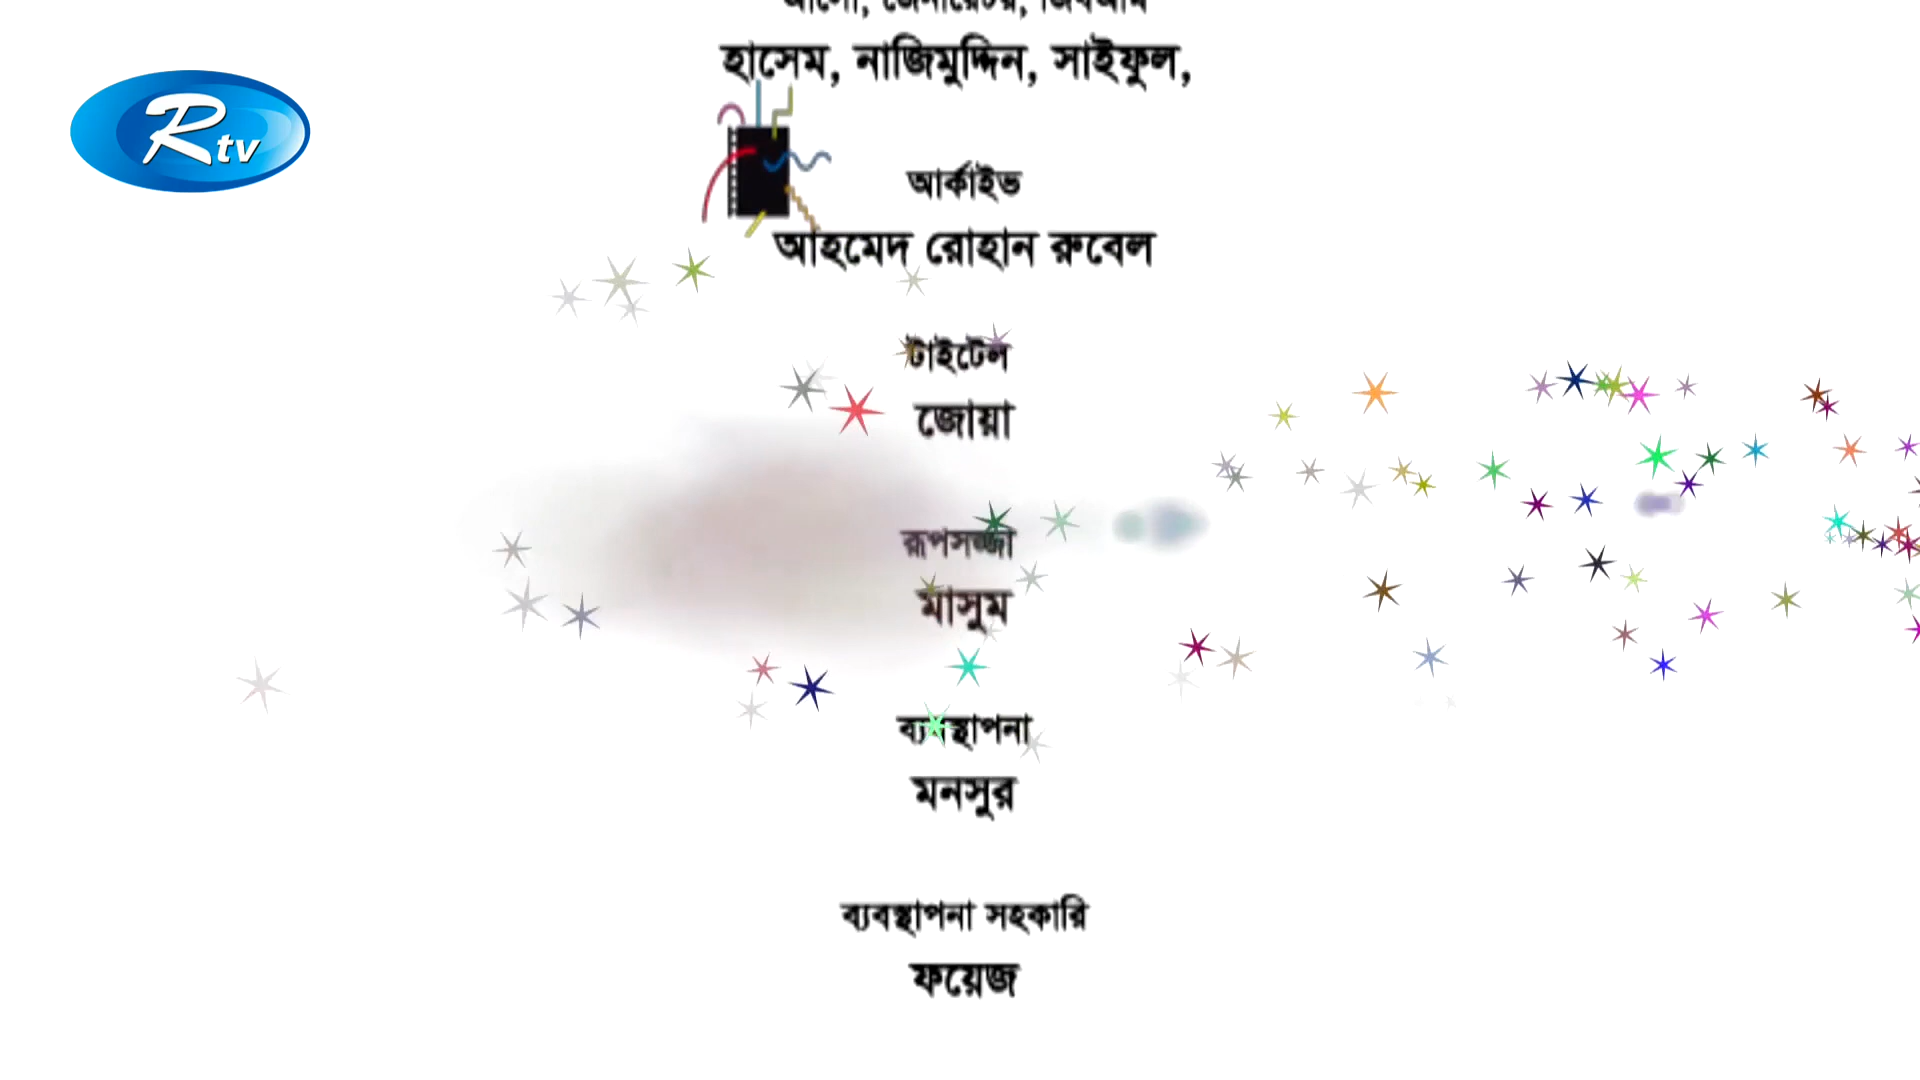 Rtv
হাসেম, নাজিমুদ্দিন, সাইফুল,
আর্কাইভ
আহমেদ রোহান রুবেল
টাইটেল
জোয়া
রূপসজ্জা
মাসুম
ব্যবস্থাপনা
মনসুর
ব্যবস্থাপনা সহকারি
ফয়েজ